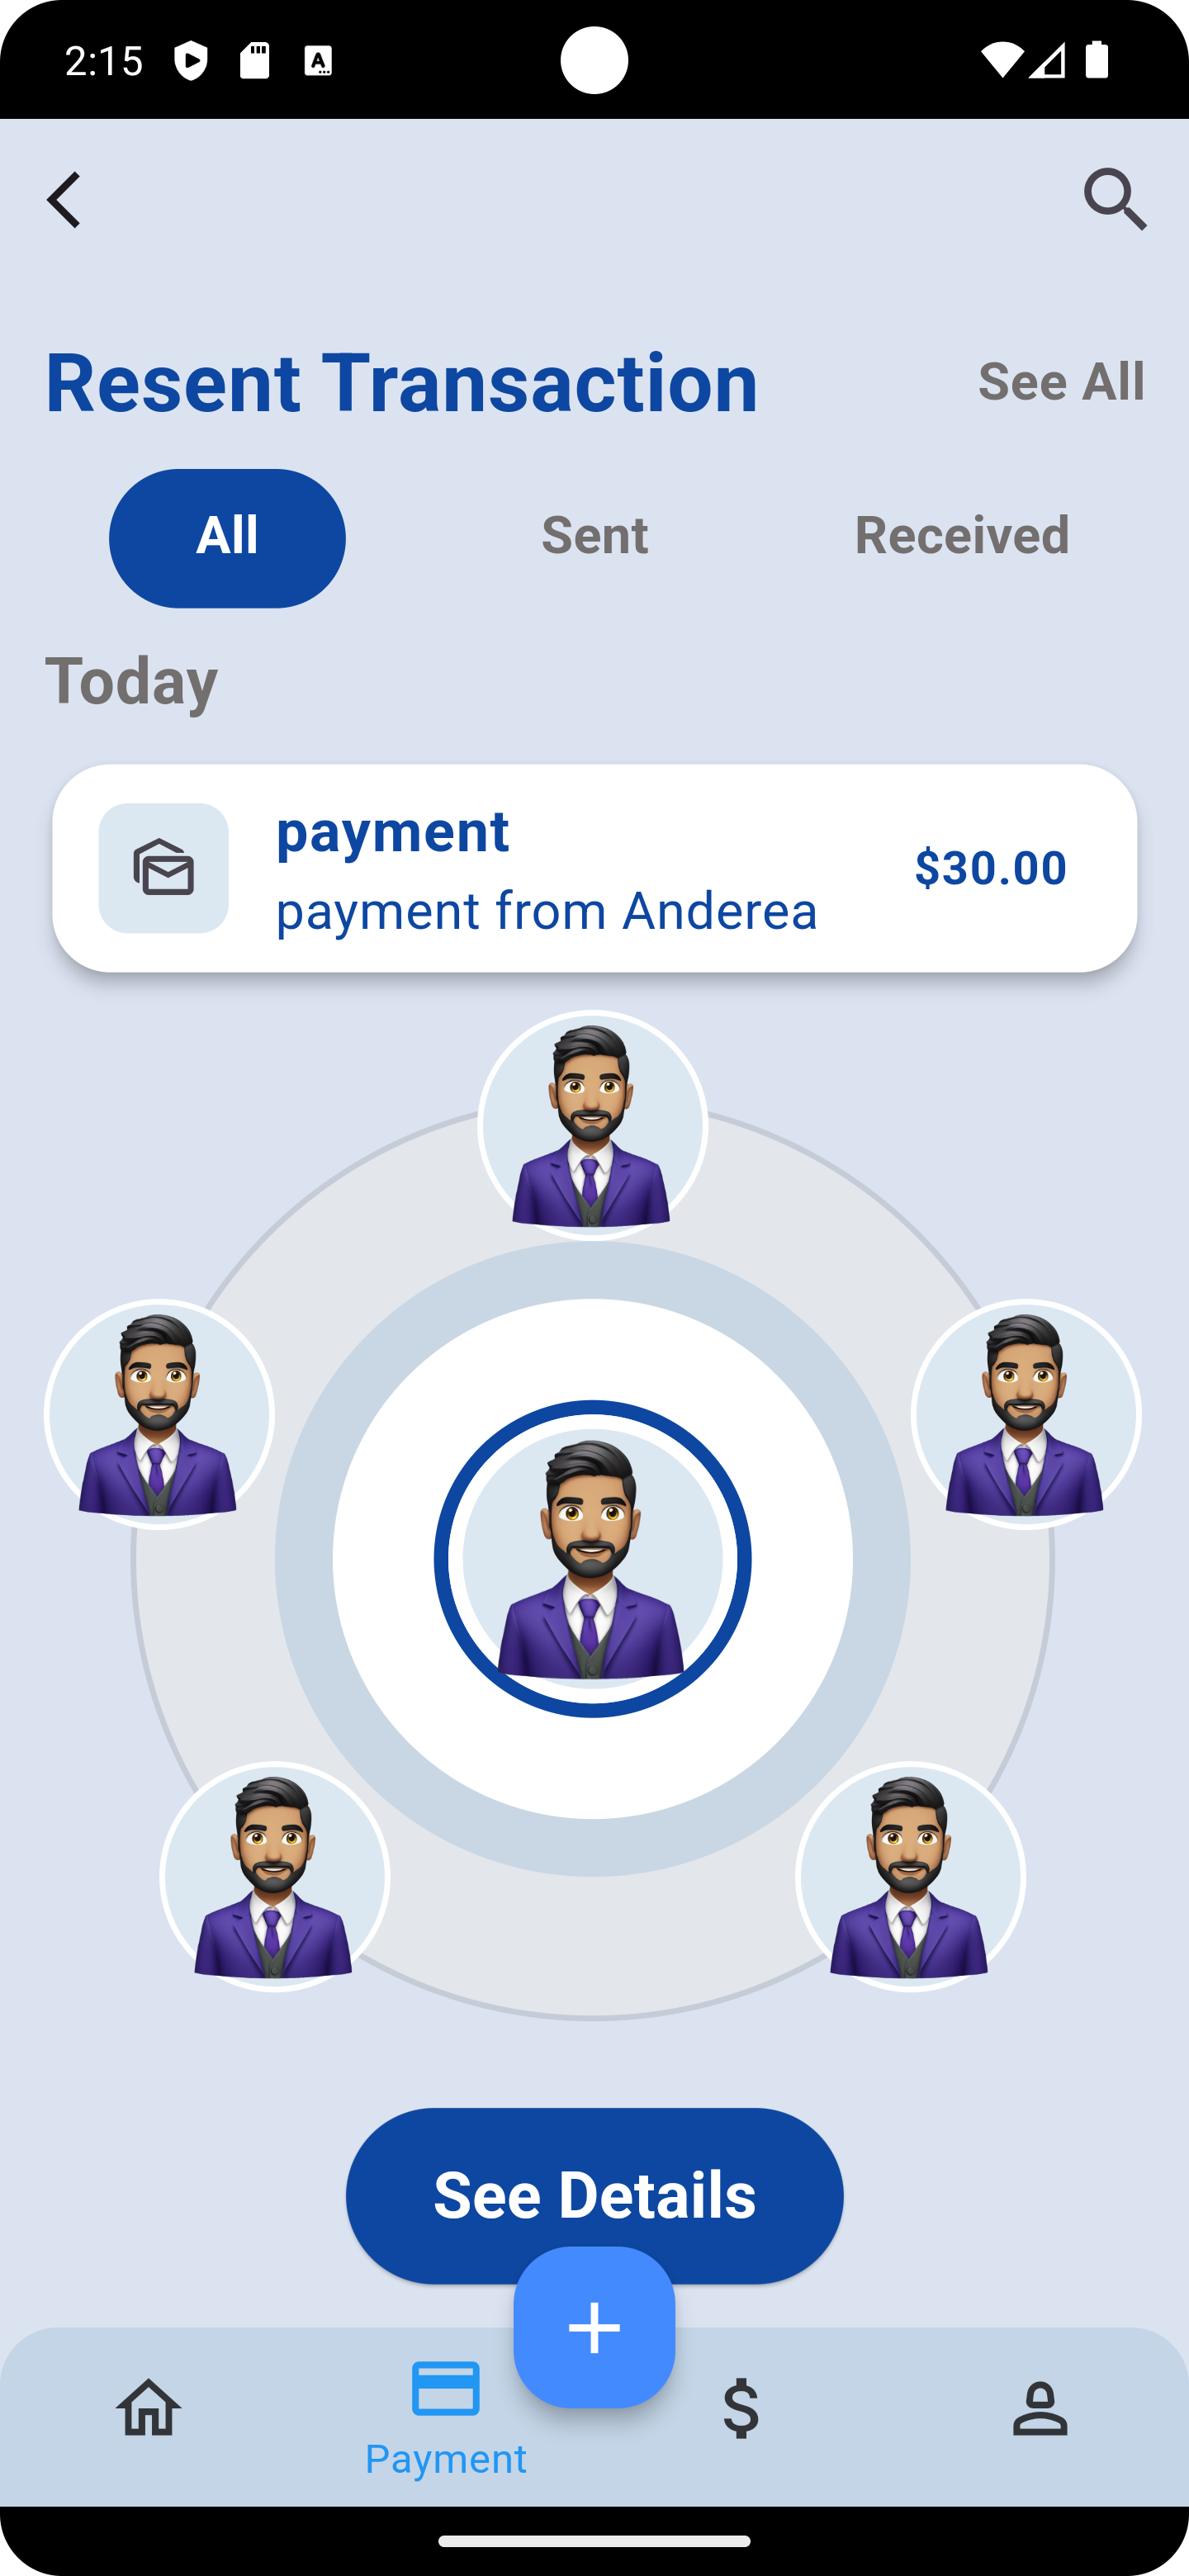 2:15
Resent Transaction See All
All Sent Received
Today
payment
payment from Anderea
$30.00
See Details
Payment